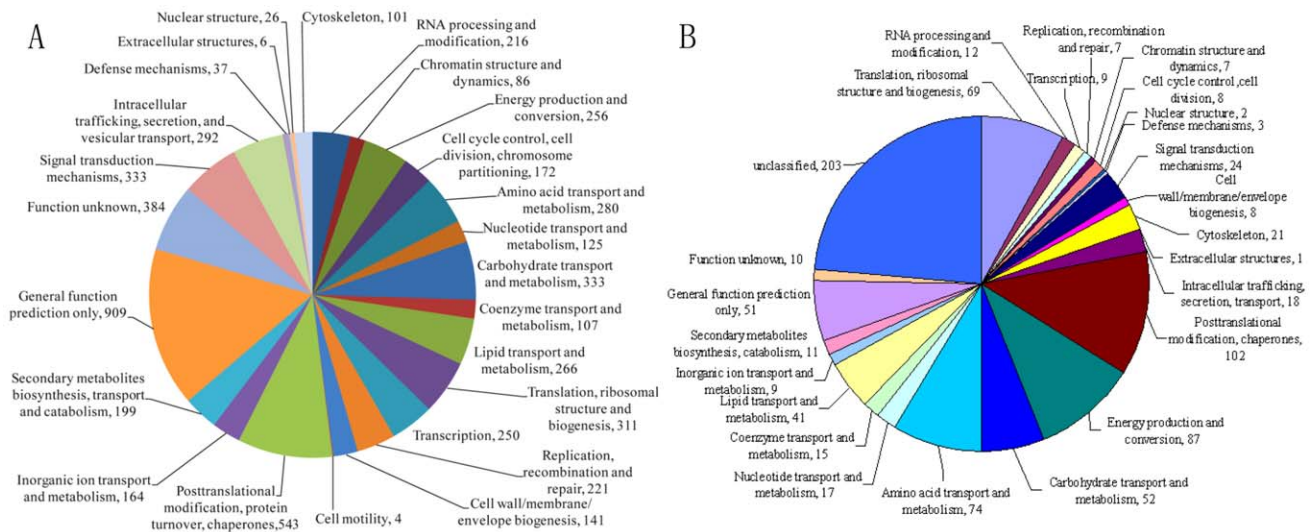 A
Nuclear structure, 26
Cytoskeleton, 101
Extracellular structures, 6
Defense mechanisms, 37
Intracellular
trafficking, secretion, and
vesicular transport, 292
Signal transduction
mechanisms, 333
Function unknown, 384
General function
prediction only, 909
Secondary metabolites
biosynthesis, transport
and catabolism, 199
Inorganic ion transport
and metabolism, 164
Posttranslational
modification, protein
turnover, chaperones,543
Cell motility, 4
RNA processing and
modification, 216
Chromatin structure and
dynamics, 86
Energy production and
conversion, 256
Cell cycle control, cell
division, chromosome
partitioning, 172
Amino acid transport and
metabolism, 280
Nucleotide transport and
metabolism, 125
Carbohydrate transport
and metabolism, 333
Coenzyme transport and
metabolism, 107
Lipid transport and
metabolism, 266
Translation, ribosomal
structure and
biogenesis, 311
Transcription, 250
Replication,
recombination and
repair, 221
Cell wall/membrane/
envelope biogenesis, 141
B
RNA processing and
modification, 12
Translation, ribosomal
structure and biogenesis, 69
unclassified, 203
Function unknown, 10
General function prediction
only, 51
Secondary metabolites
biosynthesis, catabolism, 11
Inorganic ion transport and
metabolism, 9
Lipid transport and
metabolism, 41
Coenzyme transport and
metabolism, 15
Nucleotide transport and
metabolism, 17
Amino acid transport and
metabolism, 74
Replication, recombination
and repair, 7
Transcription, 9
Chromatin structure and
dynamics, 7
Cell cycle control,cell
division, 8
Nuclear structure, 2
Defense mechanisms, 3
Signal transduction
mechanisms, 24
Cell
wall/membrane/envelope
biogenesis, 8
Cytoskeleton, 21
Extracellular structures, 1
Intracellular trafficking,
secretion, transport, 18
Posttranslational
modification, chaperones,
102
Energy production and
conversion, 87
Carbohydrate transport and
metabolism, 52